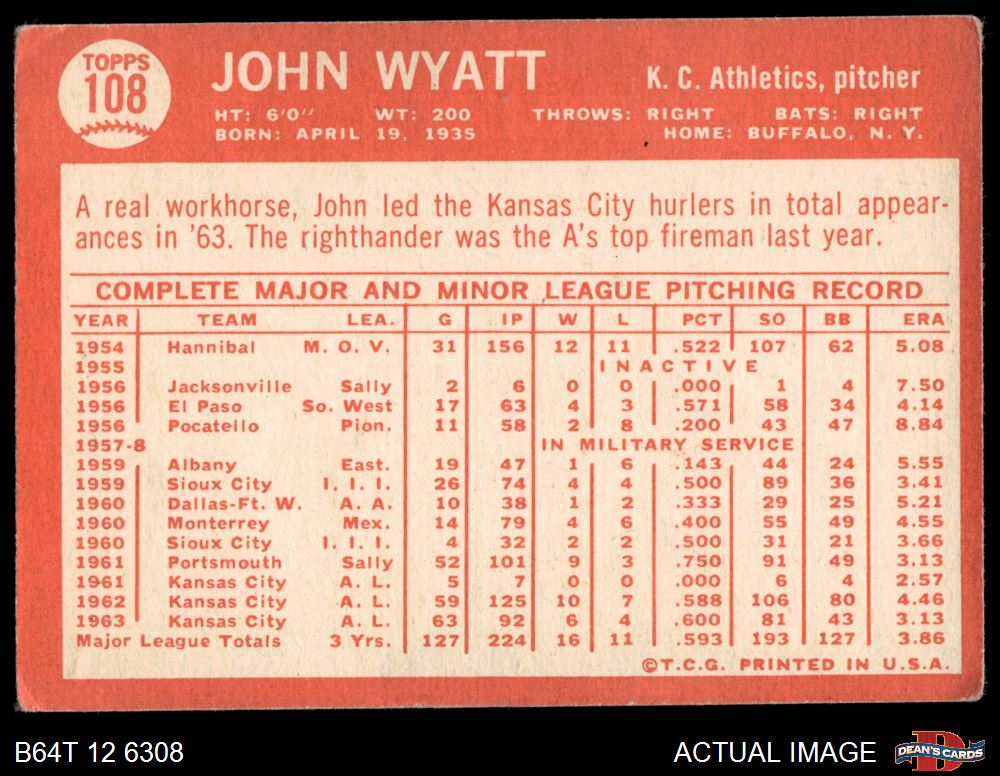 TOPPS
108
JOHN WYATT
K. C. Athletics, pitcher
HT: 6'0" WT: 200 THROWS: RIGHT BATS: RIGHT
BORN: APRIL 19, 1935 HOME: BUFFALO, N. Y.
A real workhorse, John led the Kansas City hurlers in total appear-
ances in '63. The righthander was the A's top fireman last year.
COMPLETE MAJOR AND MINOR LEAGUE PITCHING RECORD
YEAR TEAM LEA. G IP W L PCT SO BB ERA
1954 Hannibal M. O. V. 31 156 12 11 .522 107 62 5.08
1955 INACTIVE
1956 Jacksonville Sally 2 6 0 0 .000 1 4 7.50
1956 El Paso So. West 17 63 4 3 .571 58 34 4.14
1956 Pocatello Pion. 11 58 2 8 .200 43 47 8.84
1957-8 IN MILITARY SERVICE
1959 Albany East. 19 47 1 6 .143 44 24 5.55
1959 Sioux City I. I. I. 26 74 4 4 .500 89 36 3.41
1960 Dallas-Ft. W. A. A. 10 38 1 2 .333 29 25 5.21
1960 Monterrey Mex. 14 79 4 6 .400 55 49 4.55
1960 Sioux City I. I. I. 4 32 2 2 .500 31 21 3.66
1961 Portsmouth Sally 52 101 9 3 .750 91 49 3.13
1961 Kansas City A. L. 5 7 0 0 .000 6 4 2.57
1962 Kansas City A. L. 59 125 10 7 .588 106 80 4.46
1963 Kansas City A. L. 63 92 6 4 .600 81 43 3.13
Major League Totals 3 Yrs. 127 224 16 11 .593 193 127 3.86
©T.C.G. PRINTED IN U.S.A.
B64T 12 6308
ACTUAL IMAGE
DEAN'S CARDS